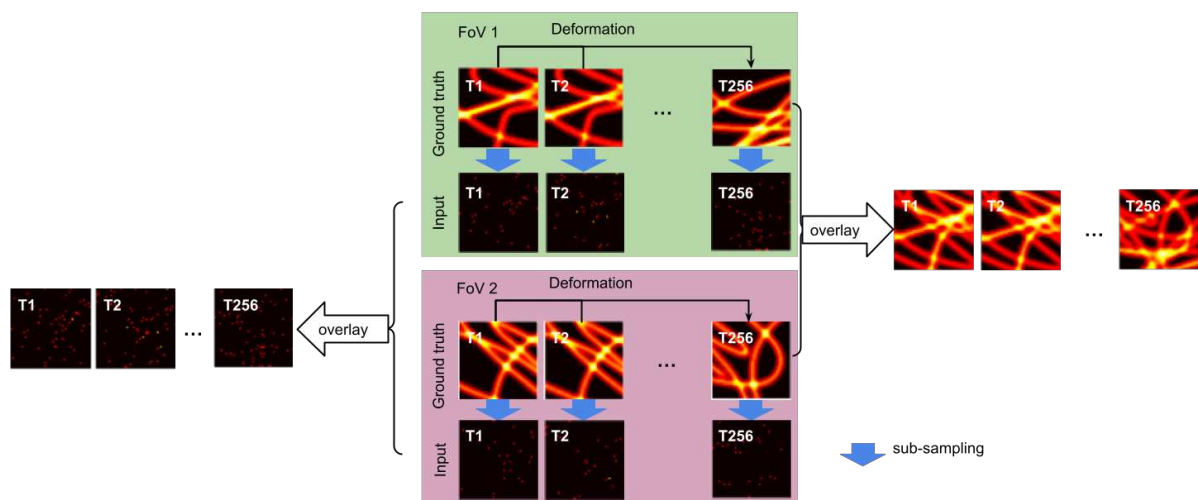 FoV 1
Deformation
Ground truth
T1
T2
...
T256
Input
T1
T2
T256
FoV 2
Deformation
Ground truth
T1
T2
...
T256
Input
T1
T2
T256
overlay
T1
T2
...
T256
overlay
T1
T2
...
T256
sub-sampling